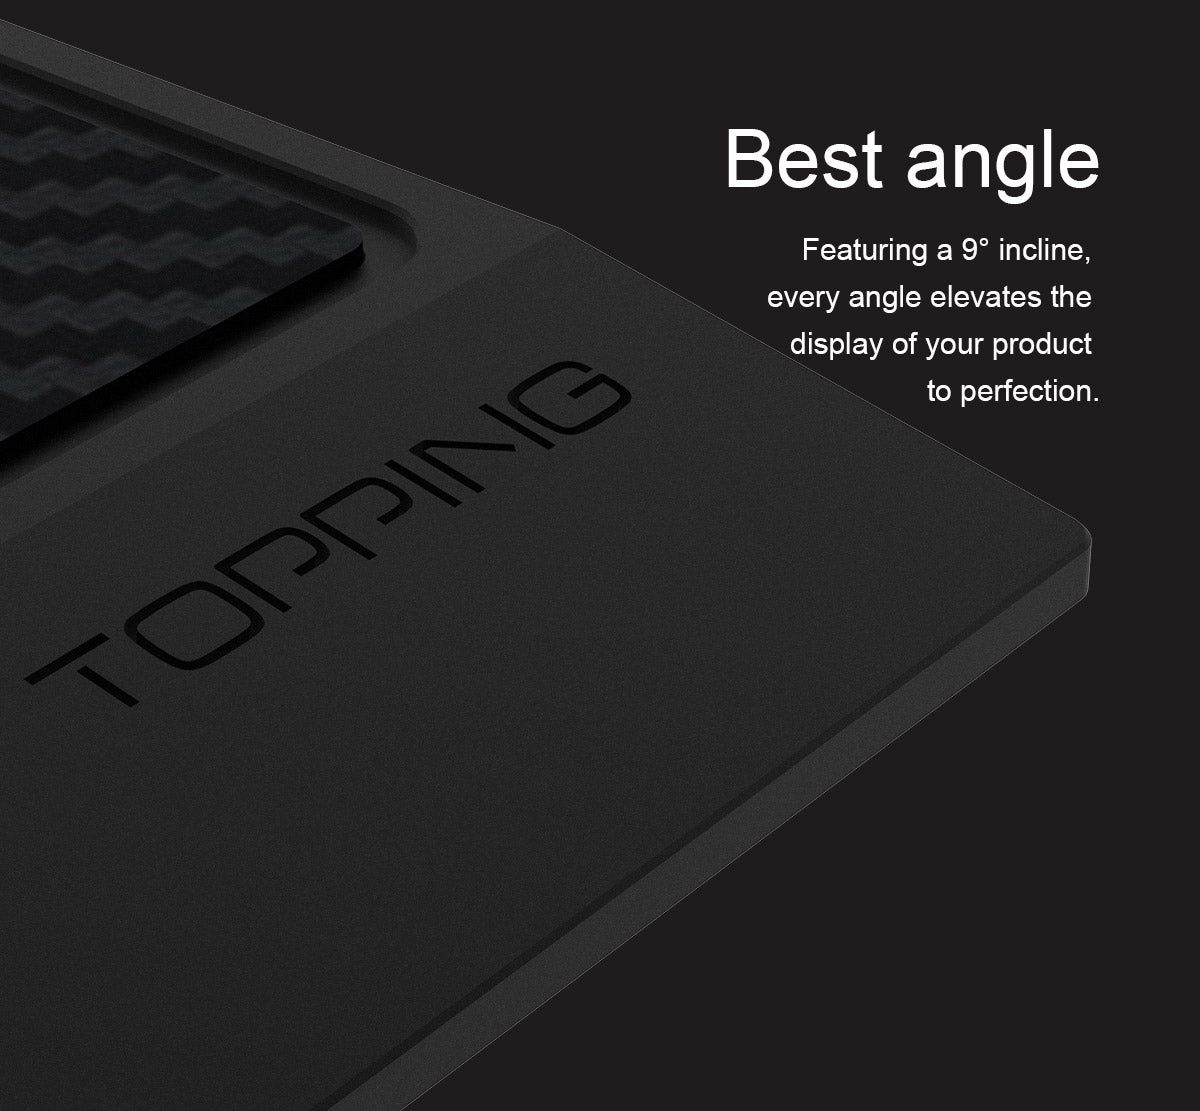 Best angle
Featuring a 9° incline,
every angle elevates the
display of your product
to perfection.
TOPPING